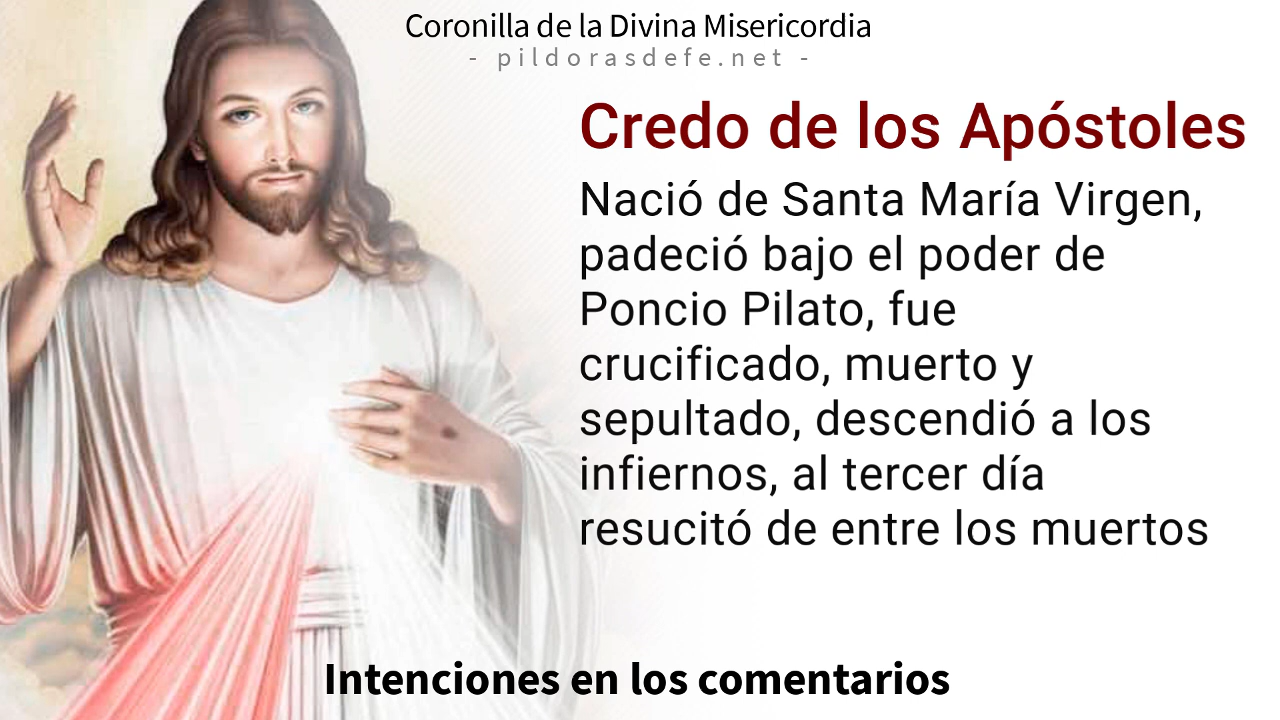 Coronilla de la Divina Misericordia
- pildorasdefe.net -
Credo de los Apóstoles
Nació de Santa María Virgen,
padeció bajo el poder de
Poncio Pilato, fue
crucificado, muerto y
sepultado, descendió a los
infiernos, al tercer día
resucitó de entre los muertos
Intenciones en los comentarios